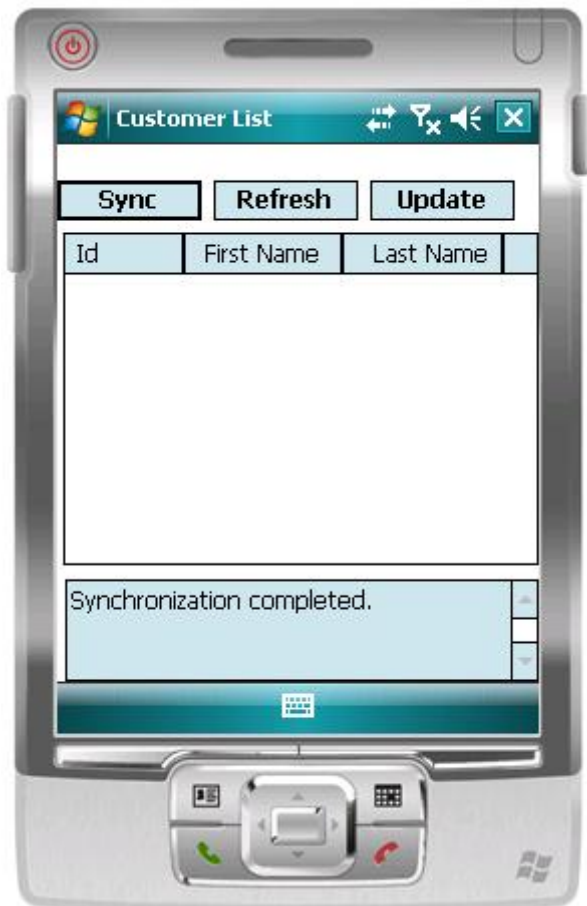 Customer List
Sync Refresh Update
Id First Name Last Name
Synchronization completed.